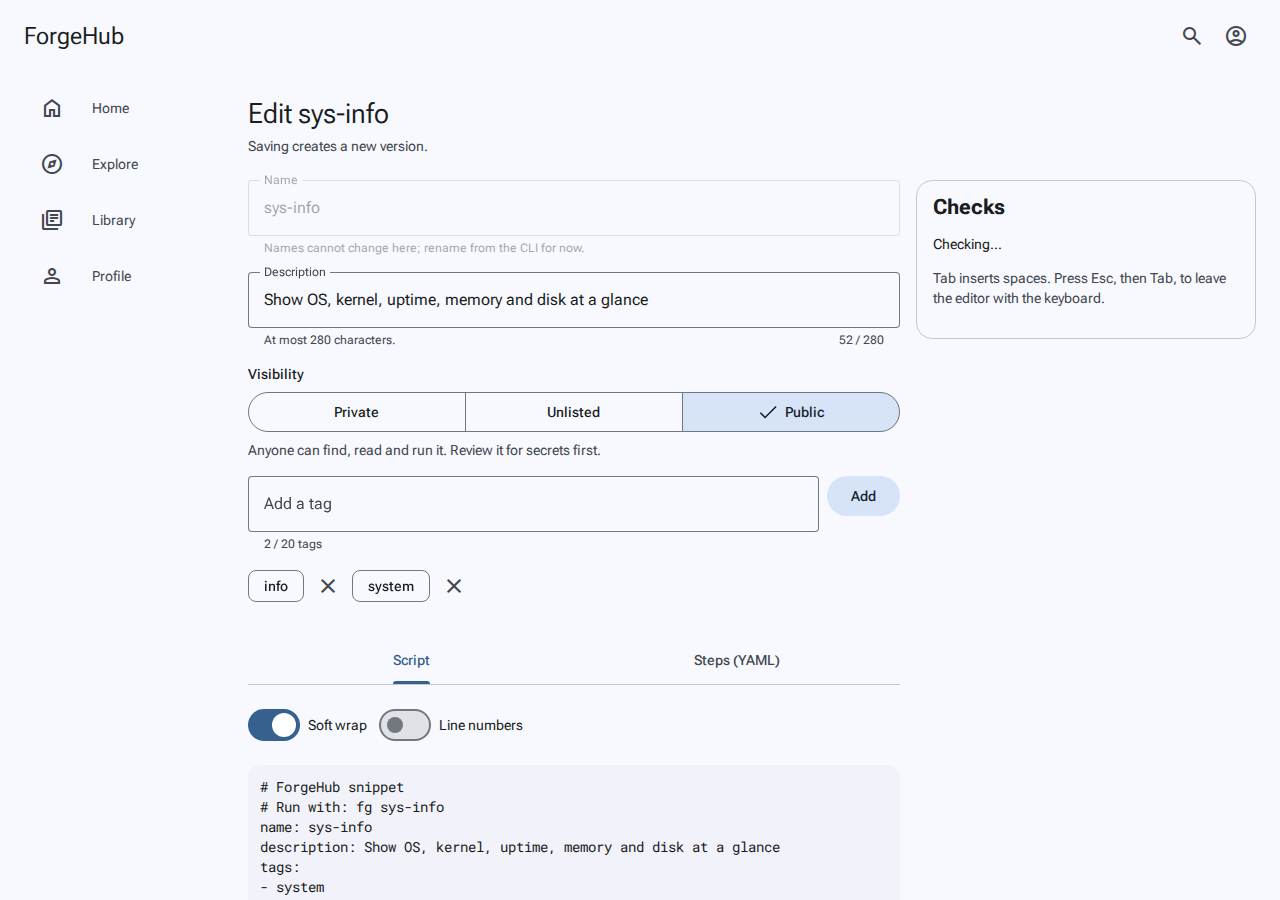 ForgeHub
Home
Explore
Library
Profile
Edit sys-info
Saving creates a new version.
Name
sys-info
Names cannot change here; rename from the CLI for now.
Description
Show OS, kernel, uptime, memory and disk at a glance
At most 280 characters.
52 / 280
Visibility
Private
Unlisted
Public
Anyone can find, read and run it. Review it for secrets first.
Add a tag
Add
2 / 20 tags
info
system
Script
Steps (YAML)
Soft wrap
Line numbers
# ForgeHub snippet
# Run with: fg sys-info
name: sys-info
description: Show OS, kernel, uptime, memory and disk at a glance
tags:
- system
Checks
Checking...
Tab inserts spaces. Press Esc, then Tab, to leave
the editor with the keyboard.